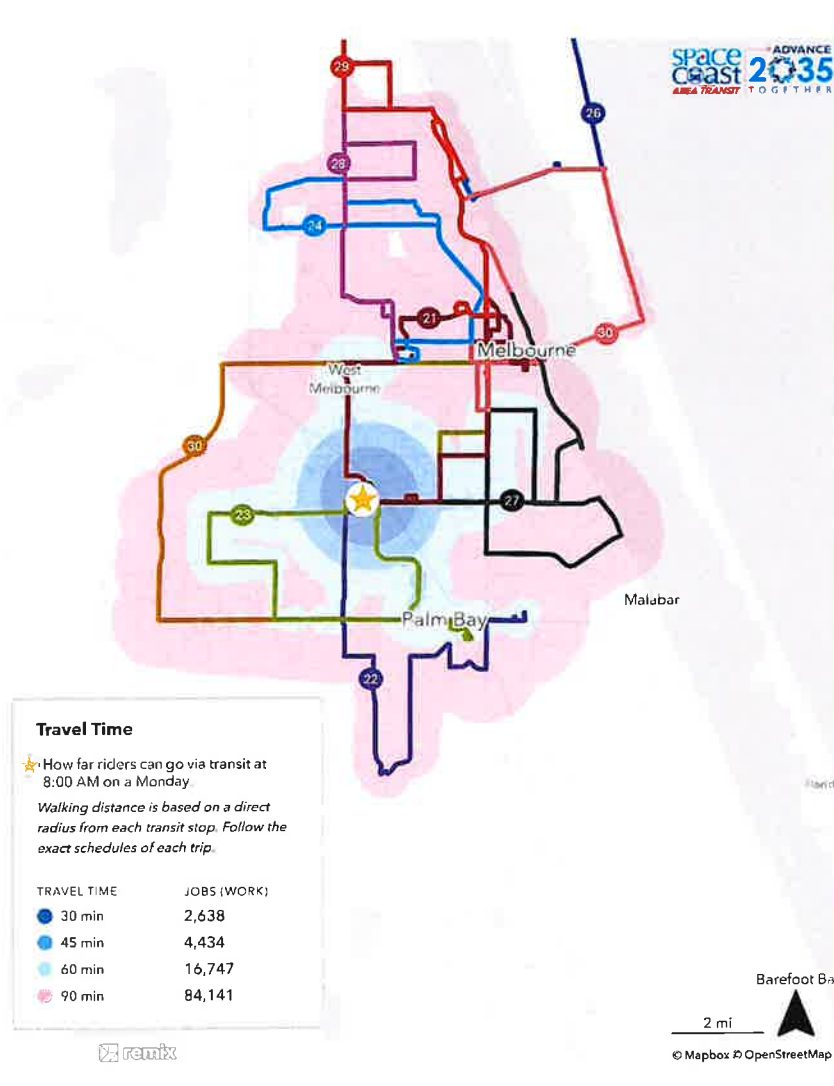 ADVANCE
space
coast
2035
AREA TRANSIT
TOGETHER
29
26
28
24
21
30
Melbourne
West
Melbourne
30
23
27
Malabar
Palm Bay
22
Travel Time
How far riders can go via transit at
8:00 AM on a Monday.
Walking distance is based on a direct
radius from each transit stop. Follow the
exact schedules of each trip.
TRAVEL TIME JOBS (WORK)
30 min 2,638
45 min 4,434
60 min 16,747
90 min 84,141
Barefoot Ba
2 mi
remix
© Mapbox © OpenStreetMap